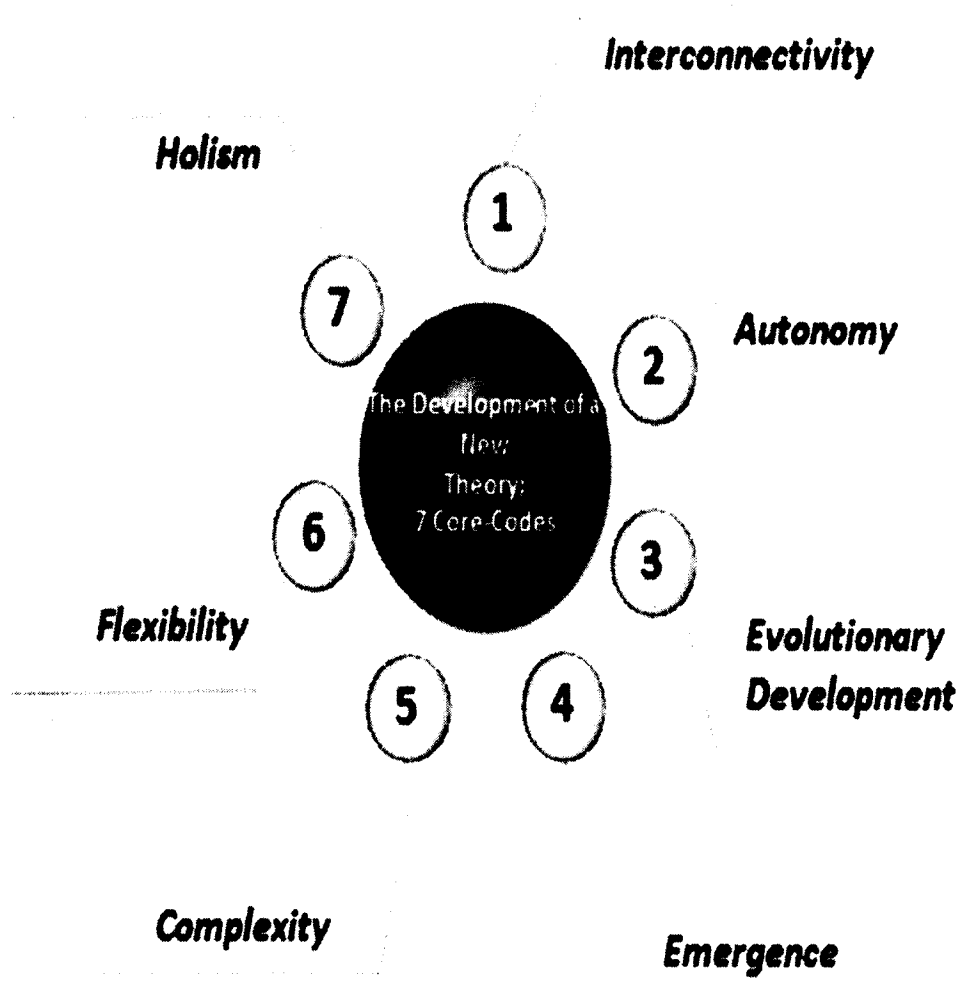 Interconnectivity
Holism
1
7
Autonomy
2
The Development of a
New
Theory:
7 Core-Codes
6
3
Flexibility
Evolutionary
Development
5
4
Complexity
Emergence